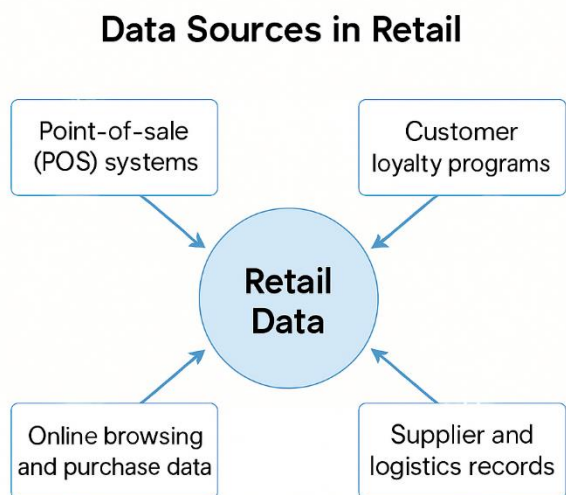 Data Sources in Retail
Point-of-sale
(POS) systems
Customer
loyalty programs
Retail
Data
Online browsing
and purchase data
Supplier and
logistics records